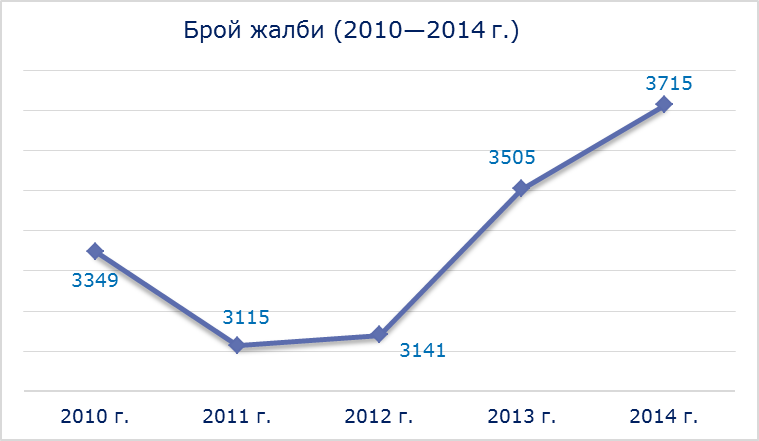 Брой жалби (2010—2014 г.)
3715
3505
3349
3115
3141
2010 г.
2011 г.
2012 г.
2013 г.
2014 г.